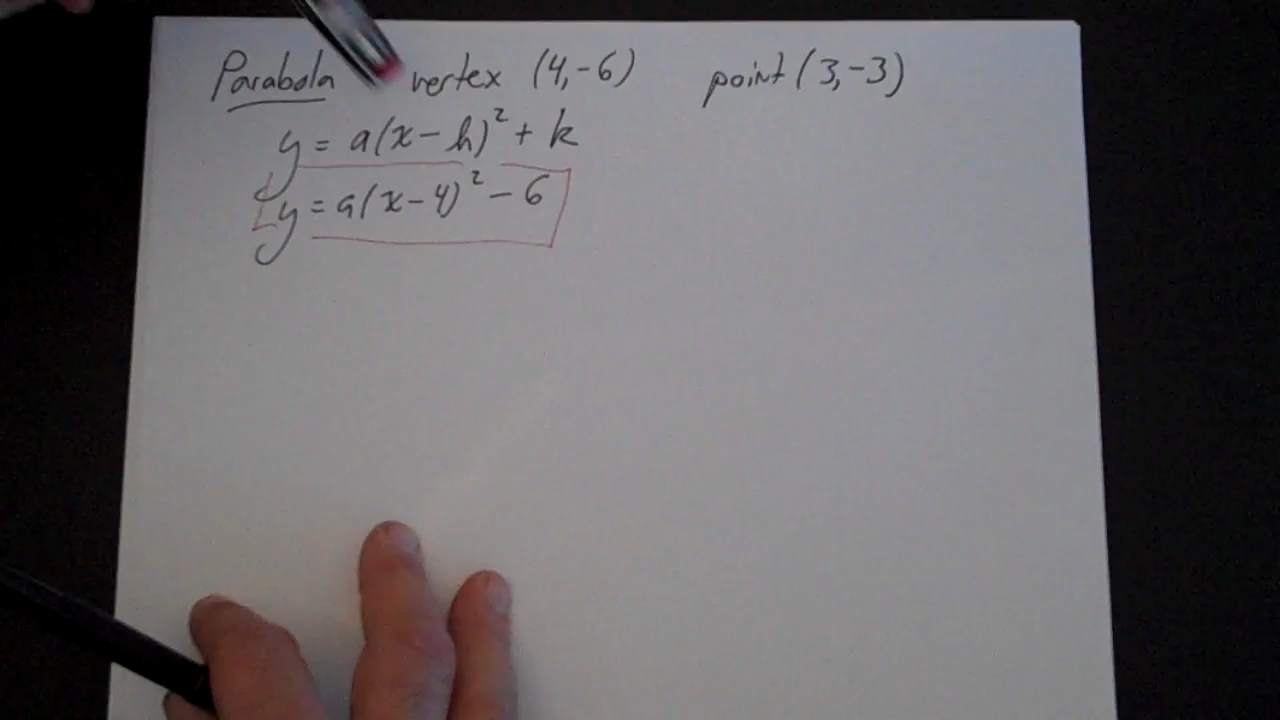 Parabola vertex (4,-6) point (3,-3)
y = a(x-h)² + k
y = a(x-4)² - 6